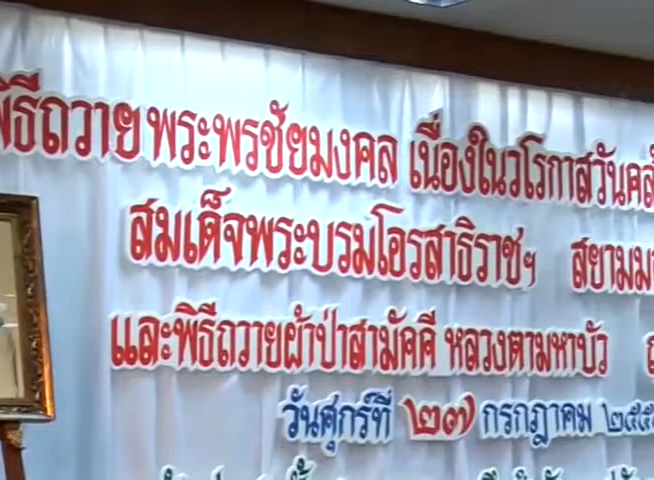 พิธีถวาย พระพรชัยมงคล เนื่องในวโรกาสวันคล้
สมเด็จพระบรมโอรสาธิราชฯ สยามม
และพิธีถวายผ้าป่าสามัคคี หลวงตามหาบัว
วันศุกร์ที่ ๒๗ กรกฎาคม ๒๕๕